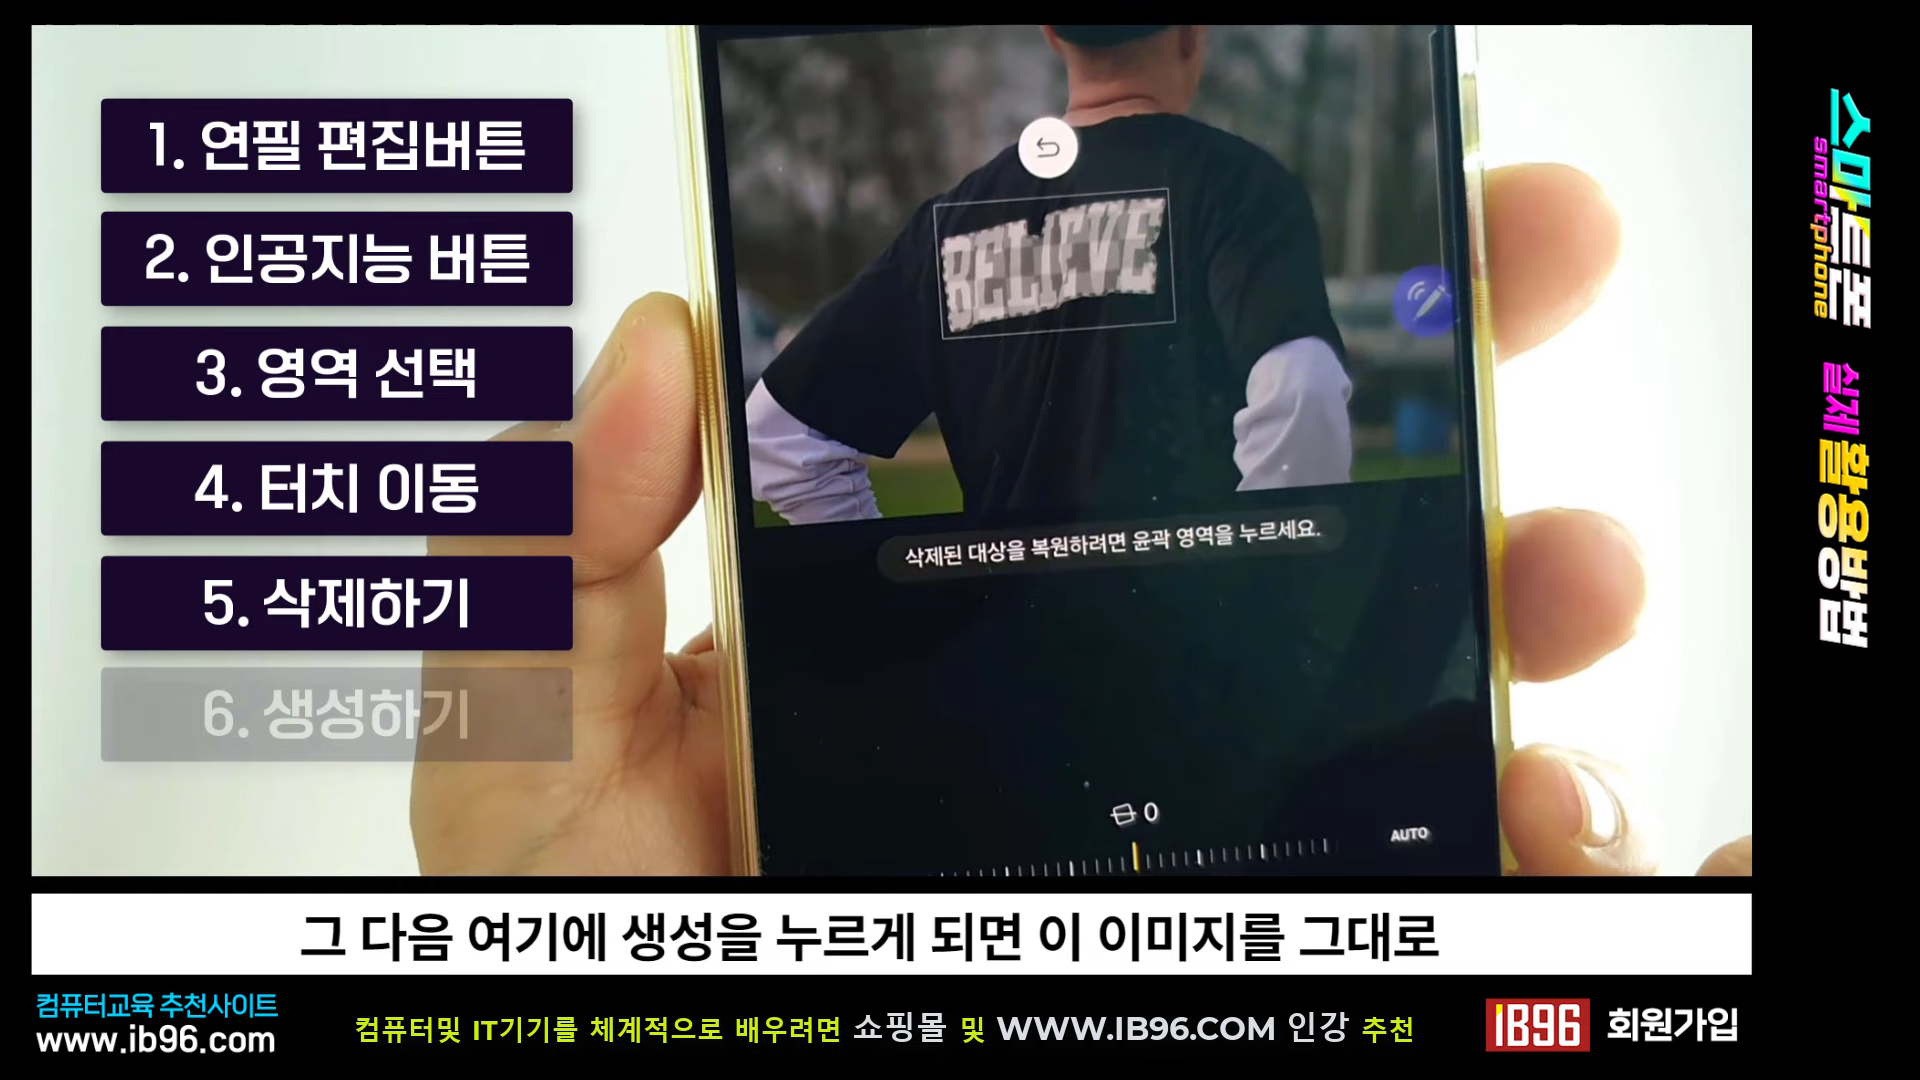 1. 연필 편집버튼
2. 인공지능 버튼
3. 영역 선택
4. 터치 이동
5. 삭제하기
6. 생성하기
BELIEVE
삭제된 대상을 복원하려면 윤곽 영역을 누르세요.
0
AUTO
스마트폰
smartphone
실제 활용방법
그 다음 여기에 생성을 누르게 되면 이 이미지를 그대로
컴퓨터교육 추천사이트
www.ib96.com
컴퓨터및 IT기기를 체계적으로 배우려면 쇼핑몰 및 WWW.IB96.COM 인강 추천
IB96 회원가입